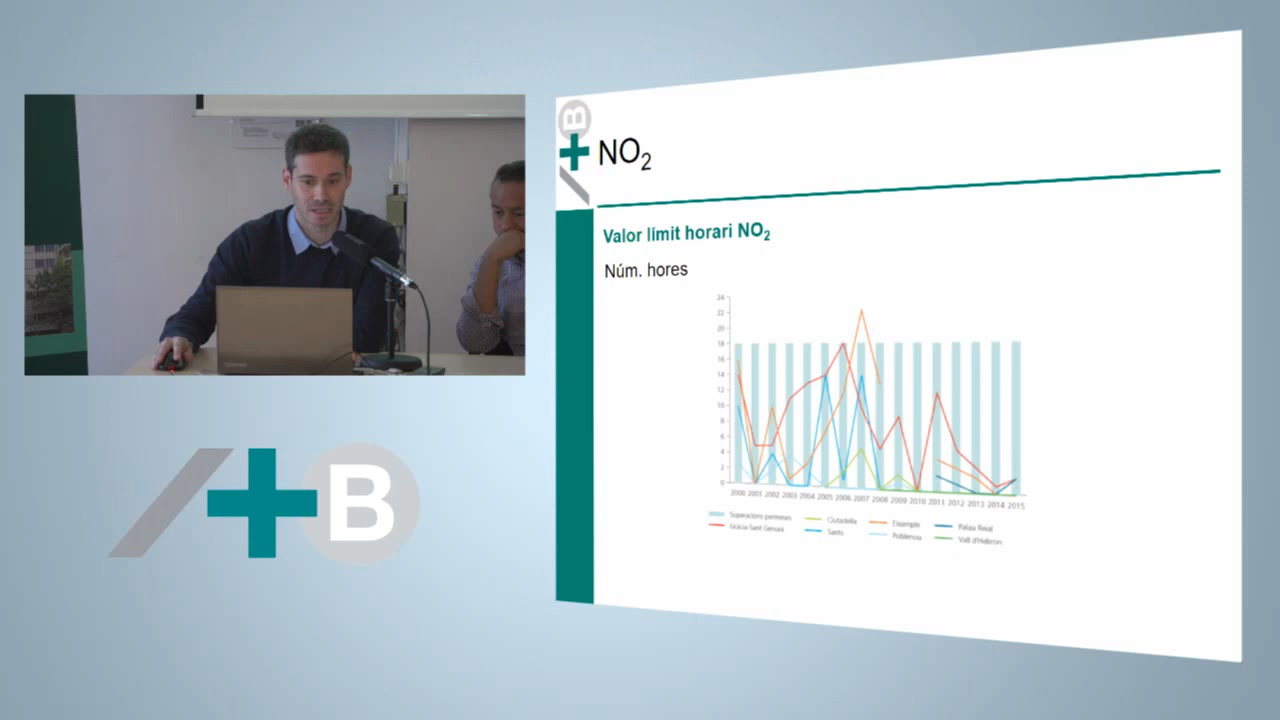 B
NO2
Valor límit horari NO2
Núm. hores
24
22
20
18
16
14
12
10
8
6
4
2
0
2000 2001 2002 2003 2004 2005 2006 2007 2008 2009 2010 2011 2012 2013 2014 2015
Superacions permeses Ciutadella Eixample Palau Reial
Gràcia-Sant Gervasi Sants Poblenou Vall d'Hebron
TOSHIBA
B